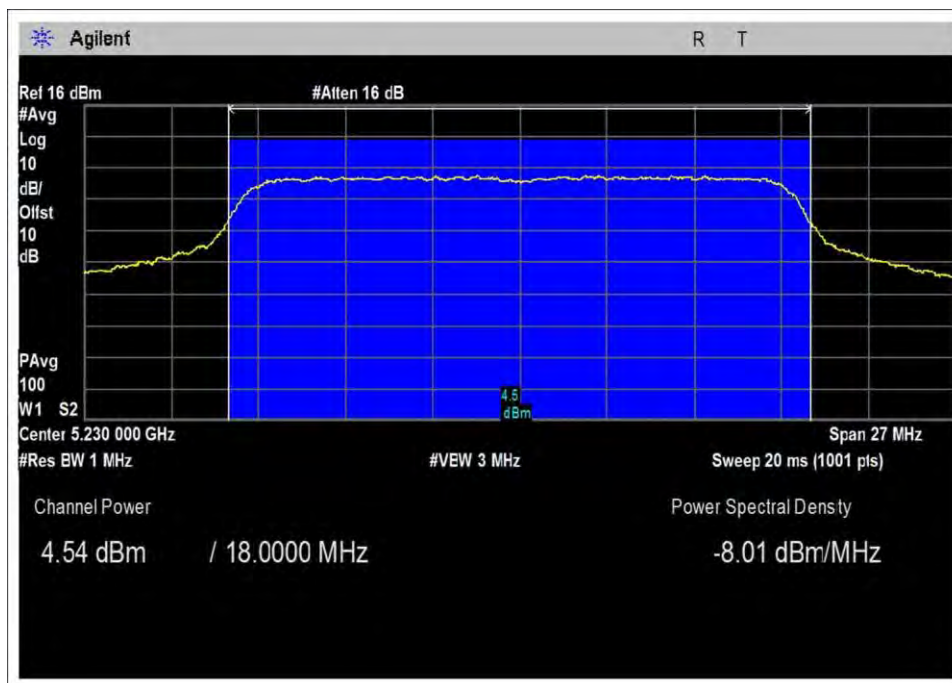 Agilent R T
Ref 16 dBm #Atten 16 dB
#Avg
Log
10
dB/
Offst
10
dB
PAvg
100
W1 S2
4.5
dBm
Center 5.230 000 GHz Span 27 MHz
#Res BW 1 MHz #VEW 3 MHz Sweep 20 ms (1001 pts)
Channel Power Power Spectral Density
4.54 dBm / 18.0000 MHz -8.01 dBm/MHz